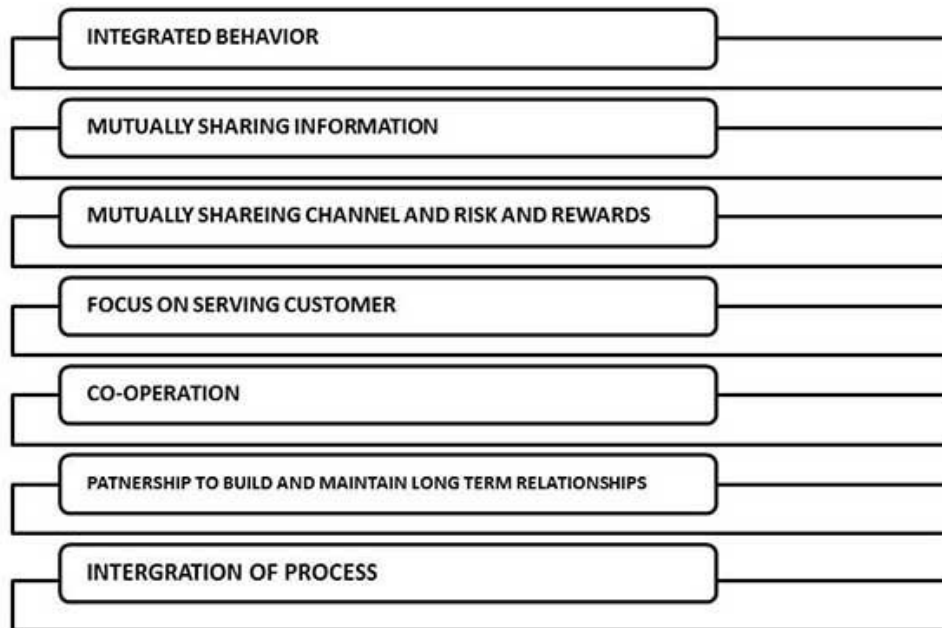 INTEGRATED BEHAVIOR
MUTUALLY SHARING INFORMATION
MUTUALLY SHAREING CHANNEL AND RISK AND REWARDS
FOCUS ON SERVING CUSTOMER
CO-OPERATION
PATNERSHIP TO BUILD AND MAINTAIN LONG TERM RELATIONSHIPS
INTERGRATION OF PROCESS